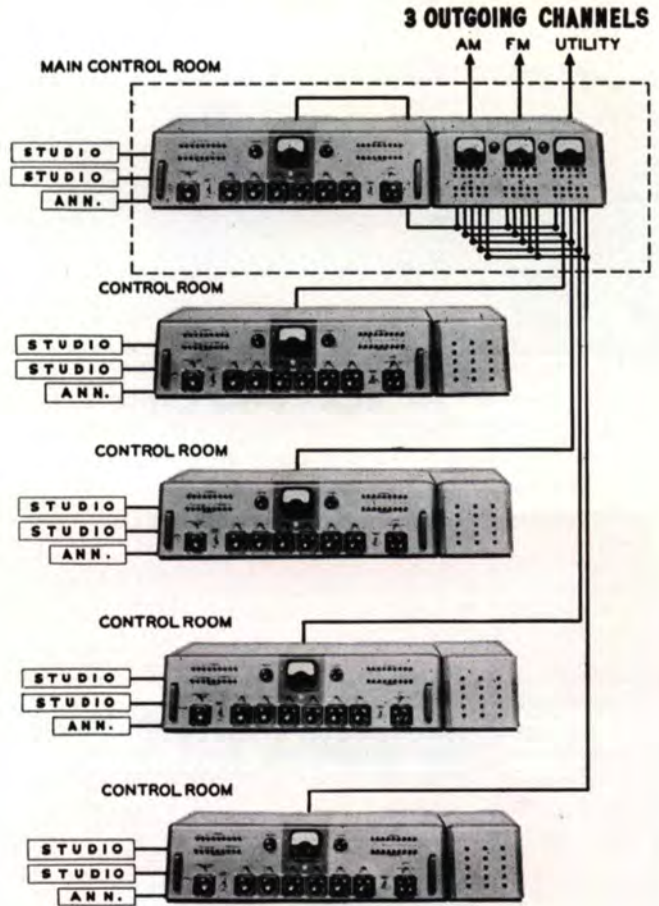 3 OUTGOING CHANNELS
AM FM UTILITY
MAIN CONTROL ROOM
STUDIO
STUDIO
ANN.
CONTROL ROOM
STUDIO
STUDIO
ANN.
CONTROL ROOM
STUDIO
STUDIO
ANN.
CONTROL ROOM
STUDIO
STUDIO
ANN.
CONTROL ROOM
STUDIO
STUDIO
ANN.